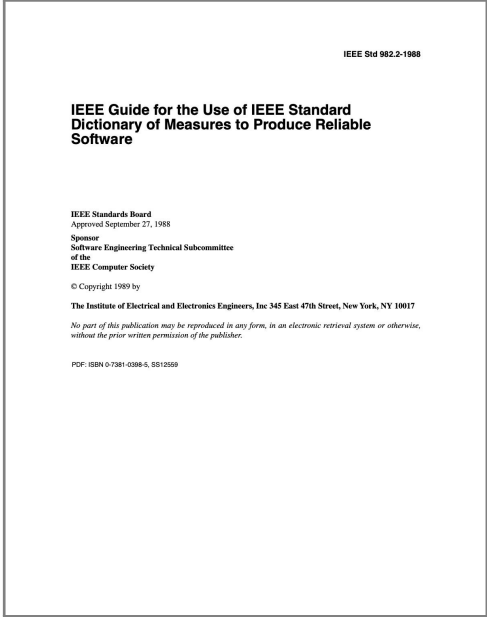 IEEE Std 982.2-1988
IEEE Guide for the Use of IEEE Standard
Dictionary of Measures to Produce Reliable
Software
IEEE Standards Board
Approved September 27, 1988
Sponsor
Software Engineering Technical Subcommittee
of the
IEEE Computer Society
© Copyright 1989 by
The Institute of Electrical and Electronics Engineers, Inc 345 East 47th Street, New York, NY 10017
No part of this publication may be reproduced in any form, in an electronic retrieval system or otherwise,
without the prior written permission of the publisher.
PDF: ISBN 0-7381-0398-5, SS12559